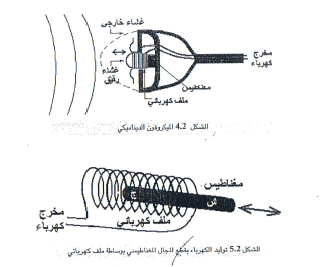 غشاء خارجي
مخرج
كهرباء
غشاء
رقيق
مغناطيس
ملف كهربائي
الشكل 4.2 الميكروفون الديناميكي
مغناطيس
مخرج
كهرباء
ملف كهربائي
الشكل 5.2 توليد الكهرباء بقطع المجال المغناطيسي بوساطة ملف كهربائي